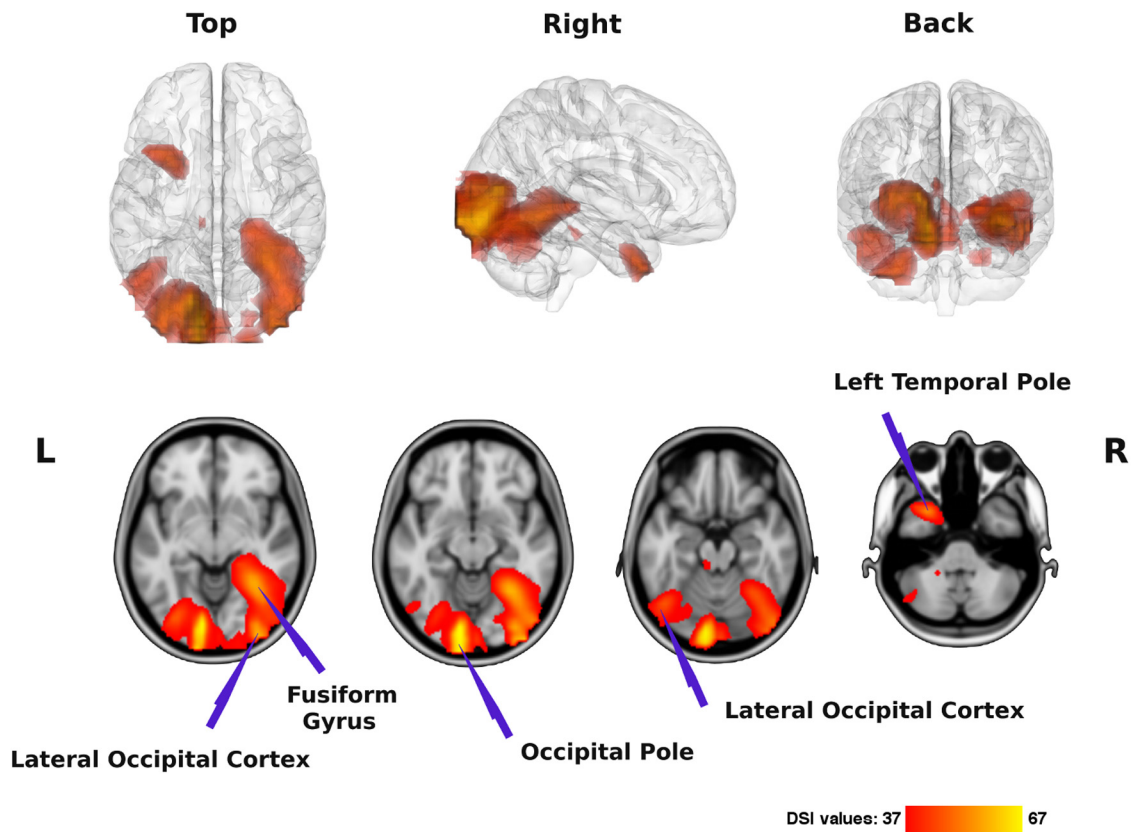 Top
Right
Back
Left Temporal Pole
L
R
Fusiform
Gyrus
Lateral Occipital Cortex
Lateral Occipital Cortex
Occipital Pole
DSI values: 37
67